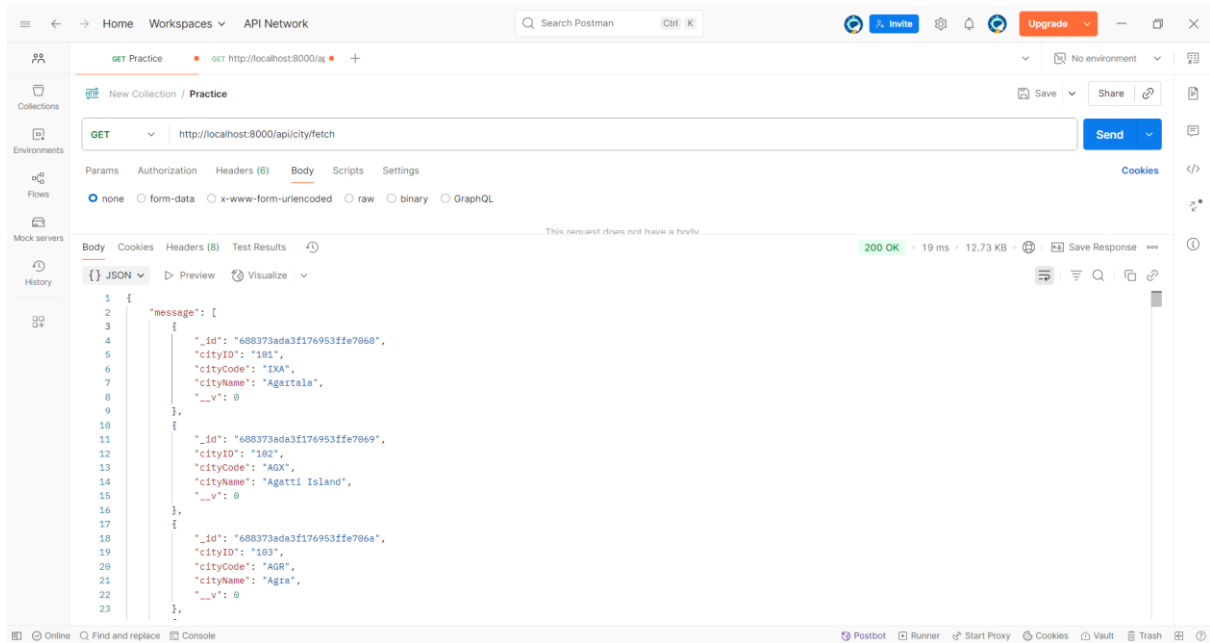 Home Workspaces API Network Search Postman Ctrl K Invite Upgrade
GET Practice GET http://localhost:8000/ap No environment
Collections New Collection / Practice Save Share
Environments GET http://localhost:8000/api/city/fetch Send
Flows Params Authorization Headers (6) Body Scripts Settings Cookies
none form-data x-www-form-urlencoded raw binary GraphQL
Mock servers This request does not have a body
History Body Cookies Headers (8) Test Results 200 OK 19 ms 12.73 KB Save Response
{} JSON Preview Visualize
1 {
2 "message": [
3 {
4 "_id": "688373ada3f176953ffe7068",
5 "cityID": "101",
6 "cityCode": "IXA",
7 "cityName": "Agartala",
8 "__v": 0
9 },
10 {
11 "_id": "688373ada3f176953ffe7069",
12 "cityID": "102",
13 "cityCode": "AGX",
14 "cityName": "Agatti Island",
15 "__v": 0
16 },
17 {
18 "_id": "688373ada3f176953ffe706a",
19 "cityID": "103",
20 "cityCode": "AGR",
21 "cityName": "Agra",
22 "__v": 0
23 },
Online Find and replace Console Postbot Runner Start Proxy Cookies Vault Trash